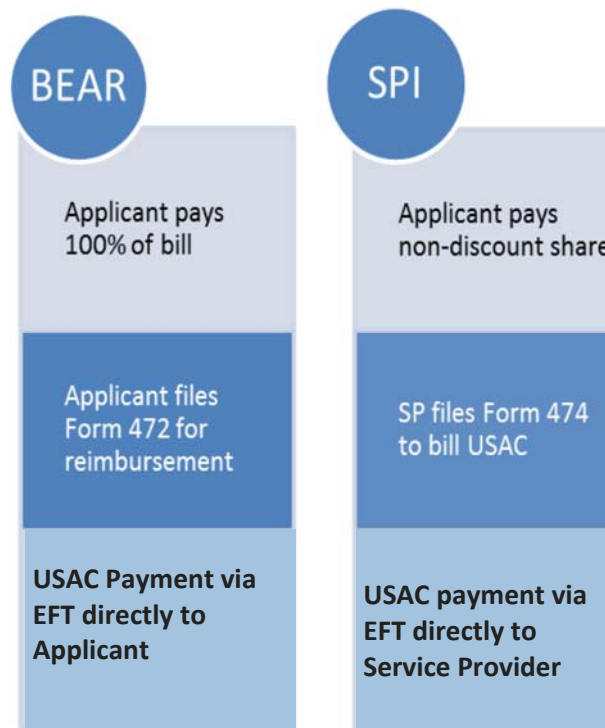 BEAR
Applicant pays
100% of bill
Applicant files
Form 472 for
reimbursement
USAC Payment via
EFT directly to
Applicant
SPI
Applicant pays
non-discount share
SP files Form 474
to bill USAC
USAC payment via
EFT directly to
Service Provider